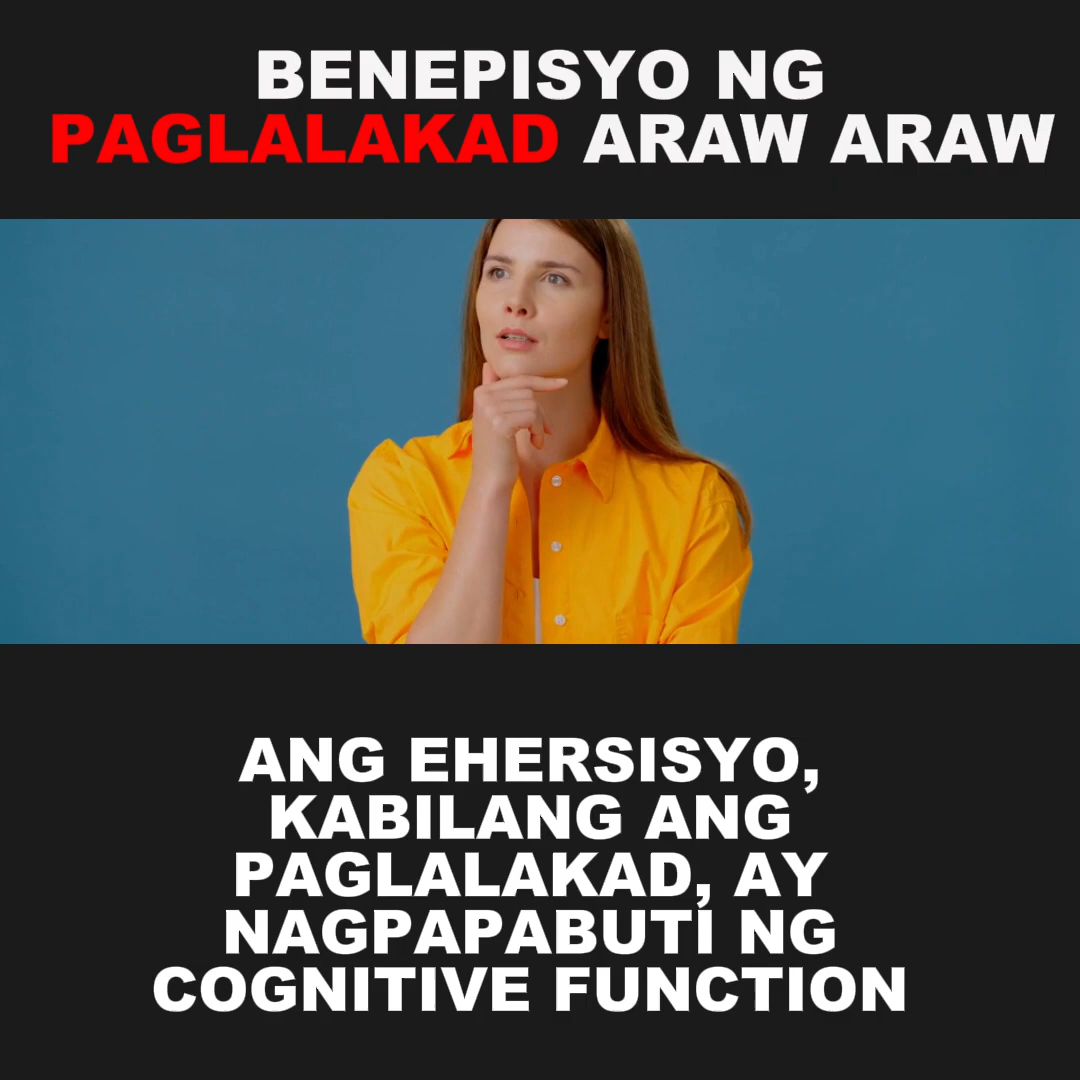 BENEPISYO NG
PAGLALAKAD ARAW ARAW
ANG EHERSISYO,
KABILANG ANG
PAGLALAKAD, AY
NAGPAPABUTI NG
COGNITIVE FUNCTION